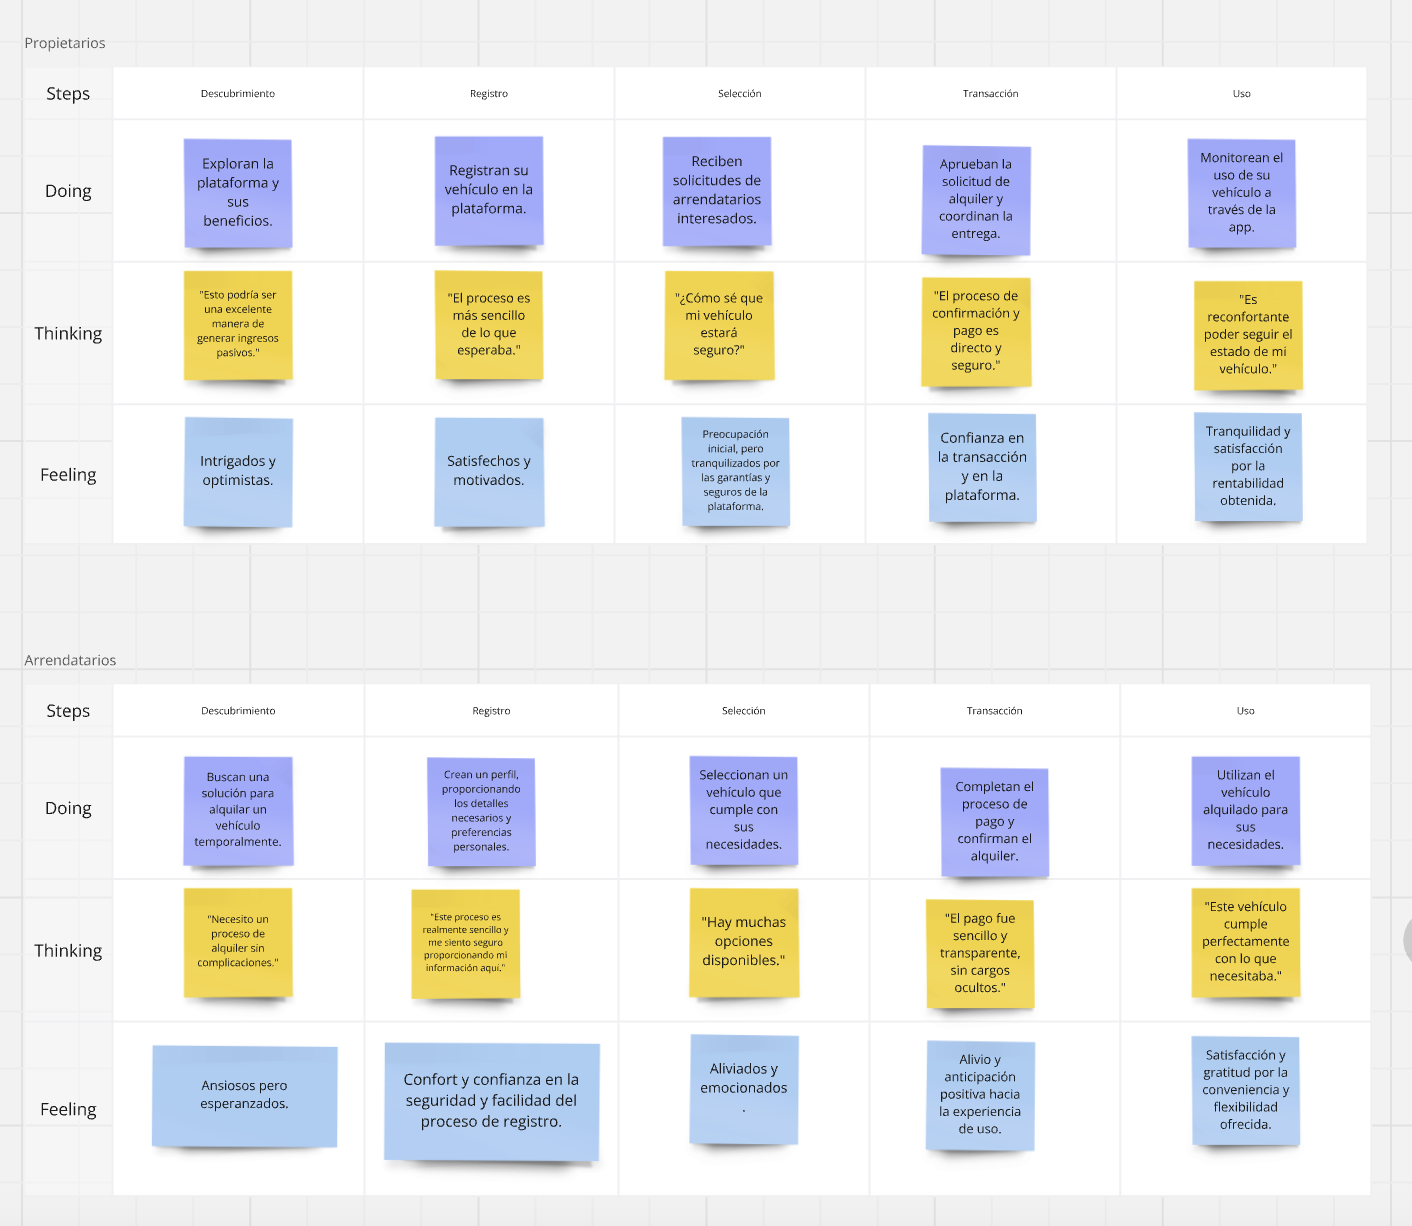 Propietarios
Steps
Descubrimiento
Registro
Selección
Transacción
Uso
Doing
Exploran la
plataforma y
sus
beneficios.
Registran su
vehículo en la
plataforma.
Reciben
solicitudes de
arrendatarios
interesados.
Aprueban la
solicitud de
alquiler y
coordinan la
entrega.
Monitorean el
uso de su
vehículo a
través de la
app.
Thinking
"Esto podría ser
una excelente
manera de
generar ingresos
pasivos."
"El proceso es
más sencillo
de lo que
esperaba."
"¿Cómo sé que
mi vehículo
estará
seguro?"
"El proceso de
confirmación y
pago es
directo y
seguro."
"Es
reconfortante
poder seguir el
estado de mi
vehículo."
Feeling
Intrigados y
optimistas.
Satisfechos y
motivados.
Preocupación
inicial, pero
tranquilizados por
las garantías y
seguros de la
plataforma.
Confianza en
la transacción
y en la
plataforma.
Tranquilidad y
satisfacción
por la
rentabilidad
obtenida.
Arrendatarios
Steps
Descubrimiento
Registro
Selección
Transacción
Uso
Doing
Buscan una
solución para
alquilar un
vehículo
temporalmente.
Crean un perfil,
proporcionando
los detalles
necesarios y
preferencias
personales.
Seleccionan un
vehículo que
cumple con
sus
necesidades.
Completan el
proceso de
pago y
confirman el
alquiler.
Utilizan el
vehículo
alquilado para
sus
necesidades.
Thinking
"Necesito un
proceso de
alquiler sin
complicaciones."
"Este proceso es
realmente sencillo y
me siento seguro
proporcionando mi
información aquí."
"Hay muchas
opciones
disponibles."
"El pago fue
sencillo y
transparente,
sin cargos
ocultos."
"Este vehículo
cumple
perfectamente
con lo que
necesitaba."
Feeling
Ansiosos pero
esperanzados.
Confort y confianza en la
seguridad y facilidad del
proceso de registro.
Aliviados y
emocionados
.
Alivio y
anticipación
positiva hacia
la experiencia
de uso.
Satisfacción y
gratitud por la
conveniencia y
flexibilidad
ofrecida.